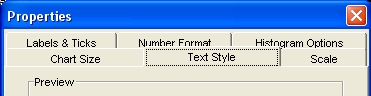 Properties
Labels & Ticks Number Format Histogram Options
Chart Size Text Style Scale
Preview